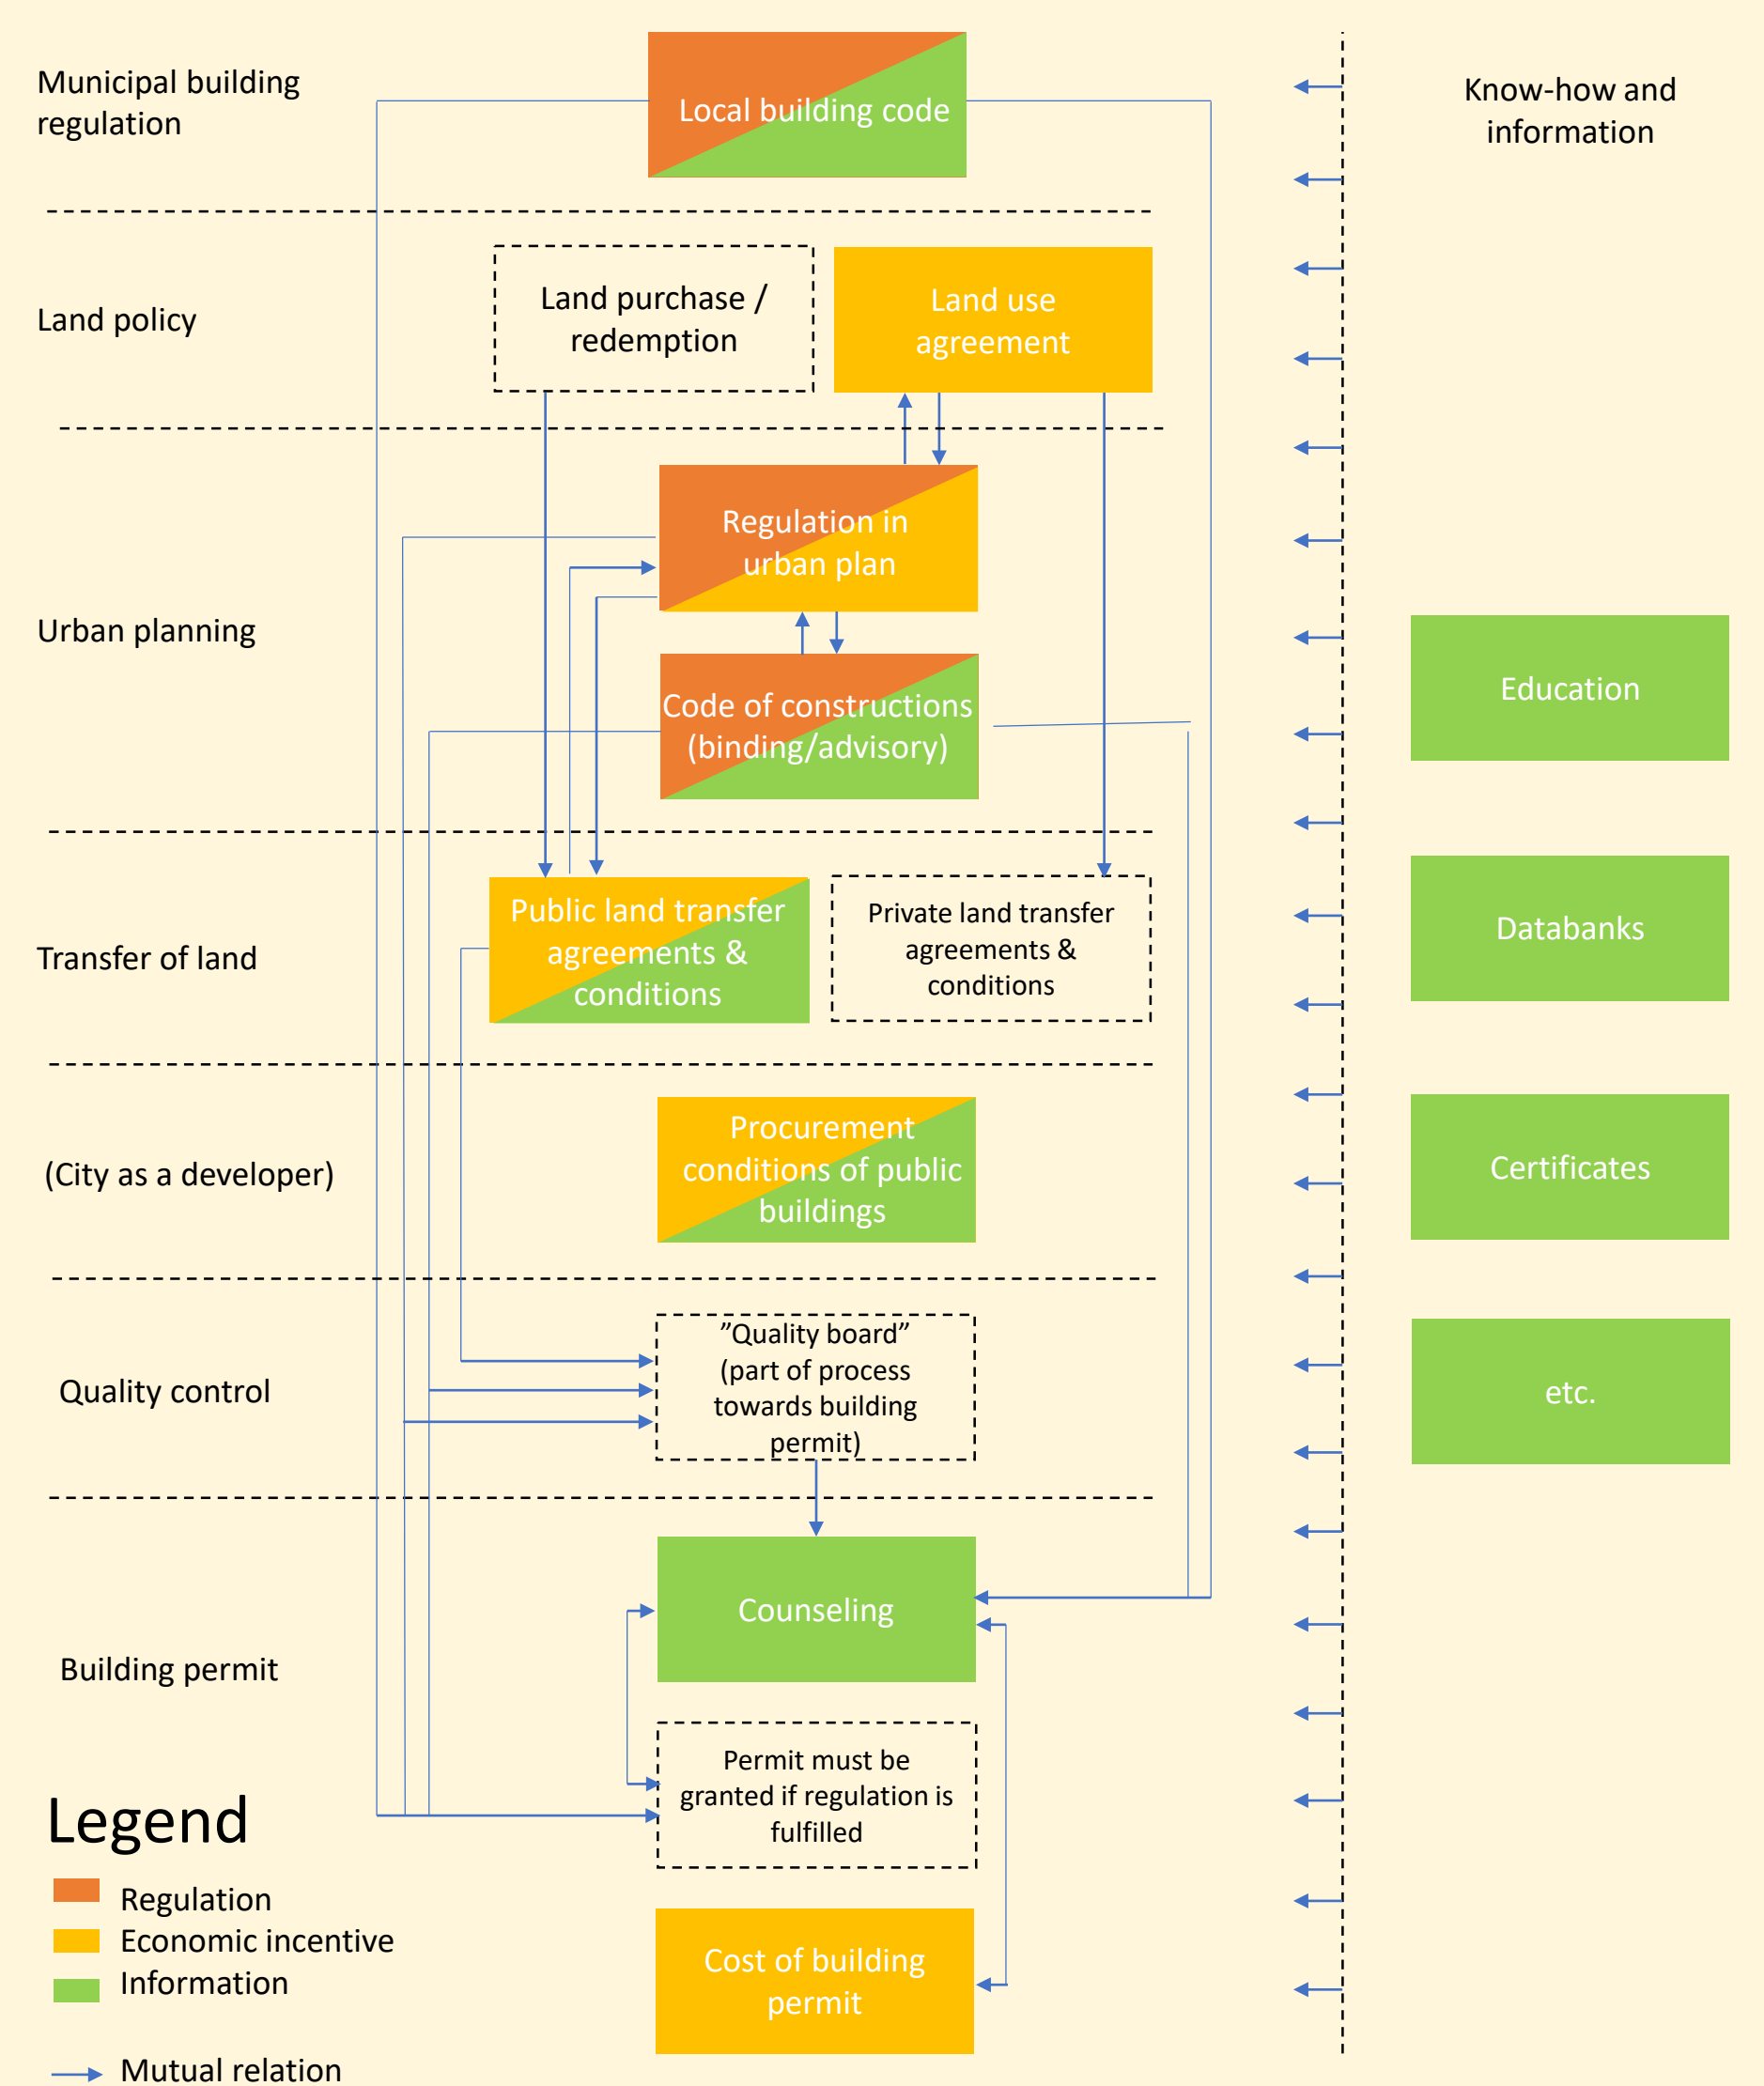 Municipal building
regulation
Local building code
Know-how and
information
Land policy
Land purchase /
redemption
Land use
agreement
Urban planning
Regulation in
urban plan
Code of constructions
(binding/advisory)
Education
Transfer of land
Public land transfer
agreements &
conditions
Private land transfer
agreements &
conditions
Databanks
(City as a developer)
Procurement
conditions of public
buildings
Certificates
Quality control
”Quality board”
(part of process
towards building
permit)
etc.
Building permit
Counseling
Permit must be
granted if regulation is
fulfilled
Cost of building
permit
Legend
Regulation
Economic incentive
Information
Mutual relation